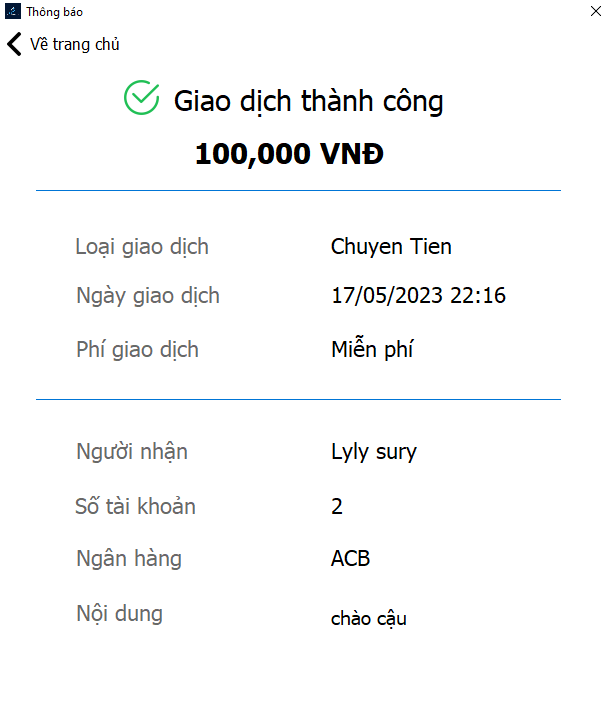 Thông báo
Về trang chủ
Giao dịch thành công
100,000 VNĐ
Loại giao dịch Chuyen Tien
Ngày giao dịch 17/05/2023 22:16
Phí giao dịch Miễn phí
Người nhận Lyly sury
Số tài khoản 2
Ngân hàng ACB
Nội dung chào cậu